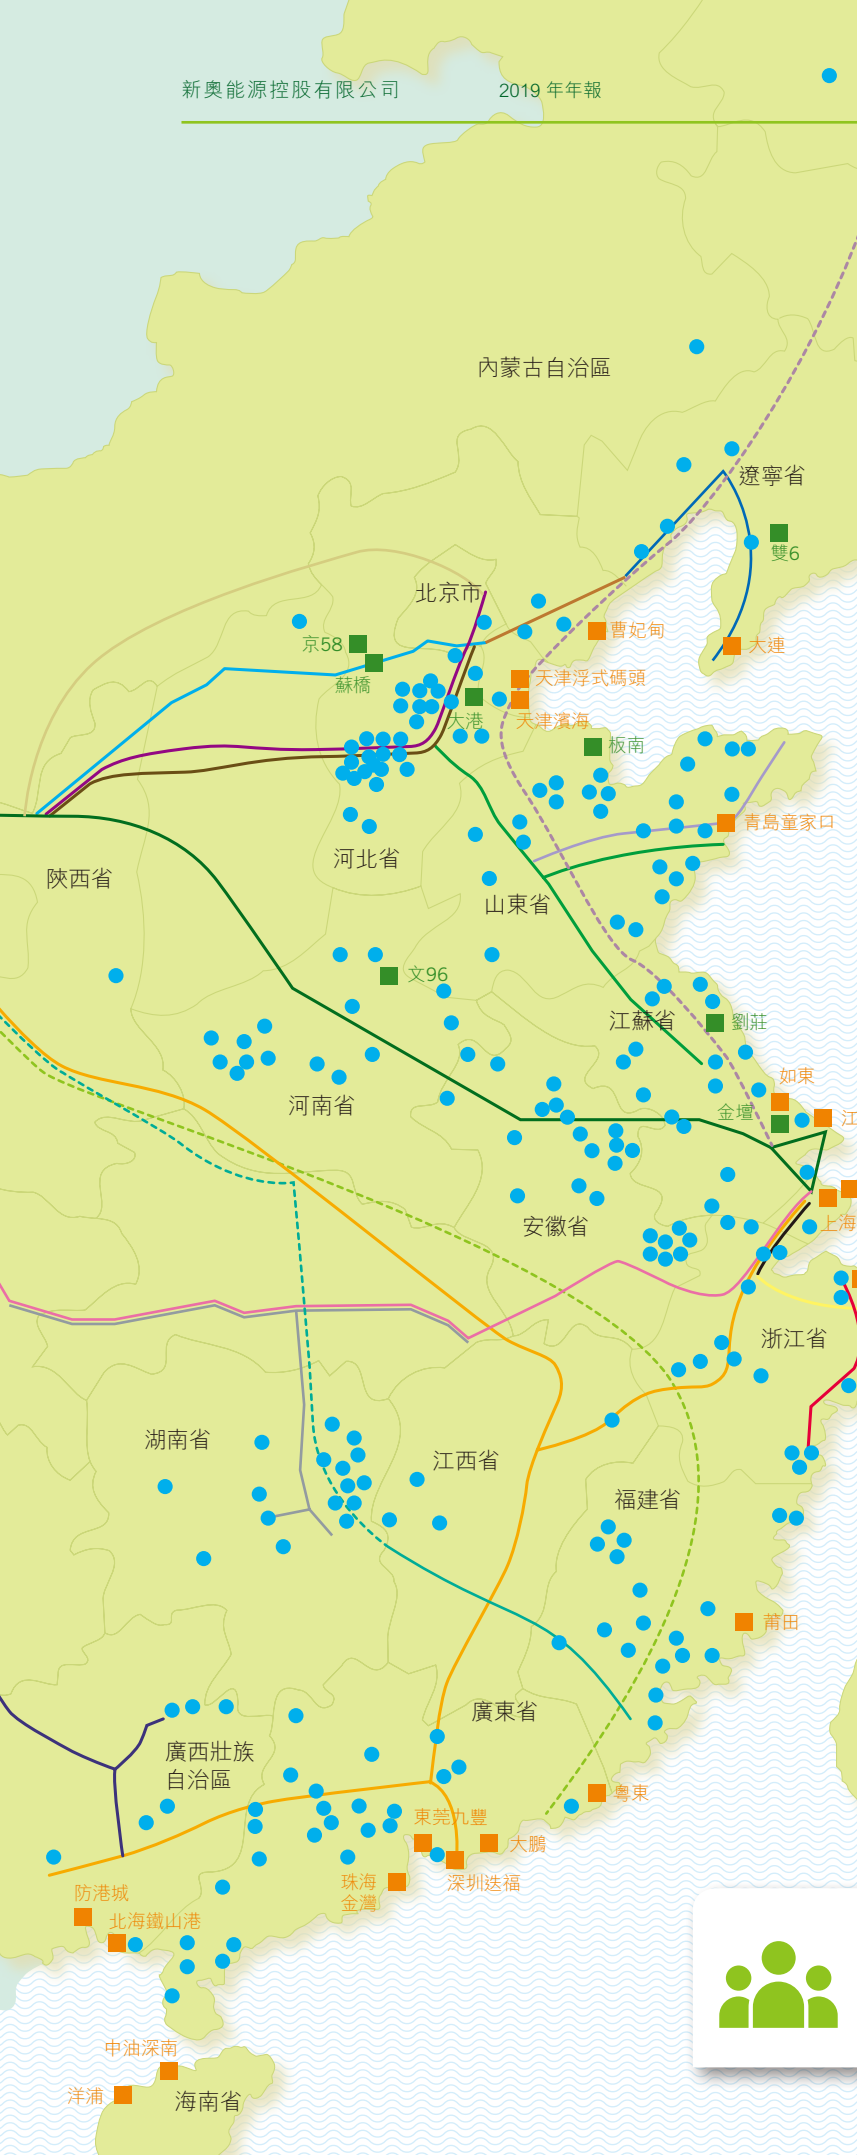 新奧能源控股有限公司
2019 年年報
內蒙古自治區
遼寧省
雙6
北京市
曹妃甸
京58
大連
天津浮式碼頭
蘇橋
大港
天津濱海
板南
青島董家口
河北省
陝西省
山東省
文96
江蘇省
劉莊
如東
河南省
金壇
江
安徽省
上海
浙江省
湖南省
江西省
福建省
莆田
廣東省
廣西壯族
自治區
粵東
東莞九豐
大鵬
珠海
金灣
深圳迭福
防港城
北海鐵山港
中油深南
洋浦
海南省